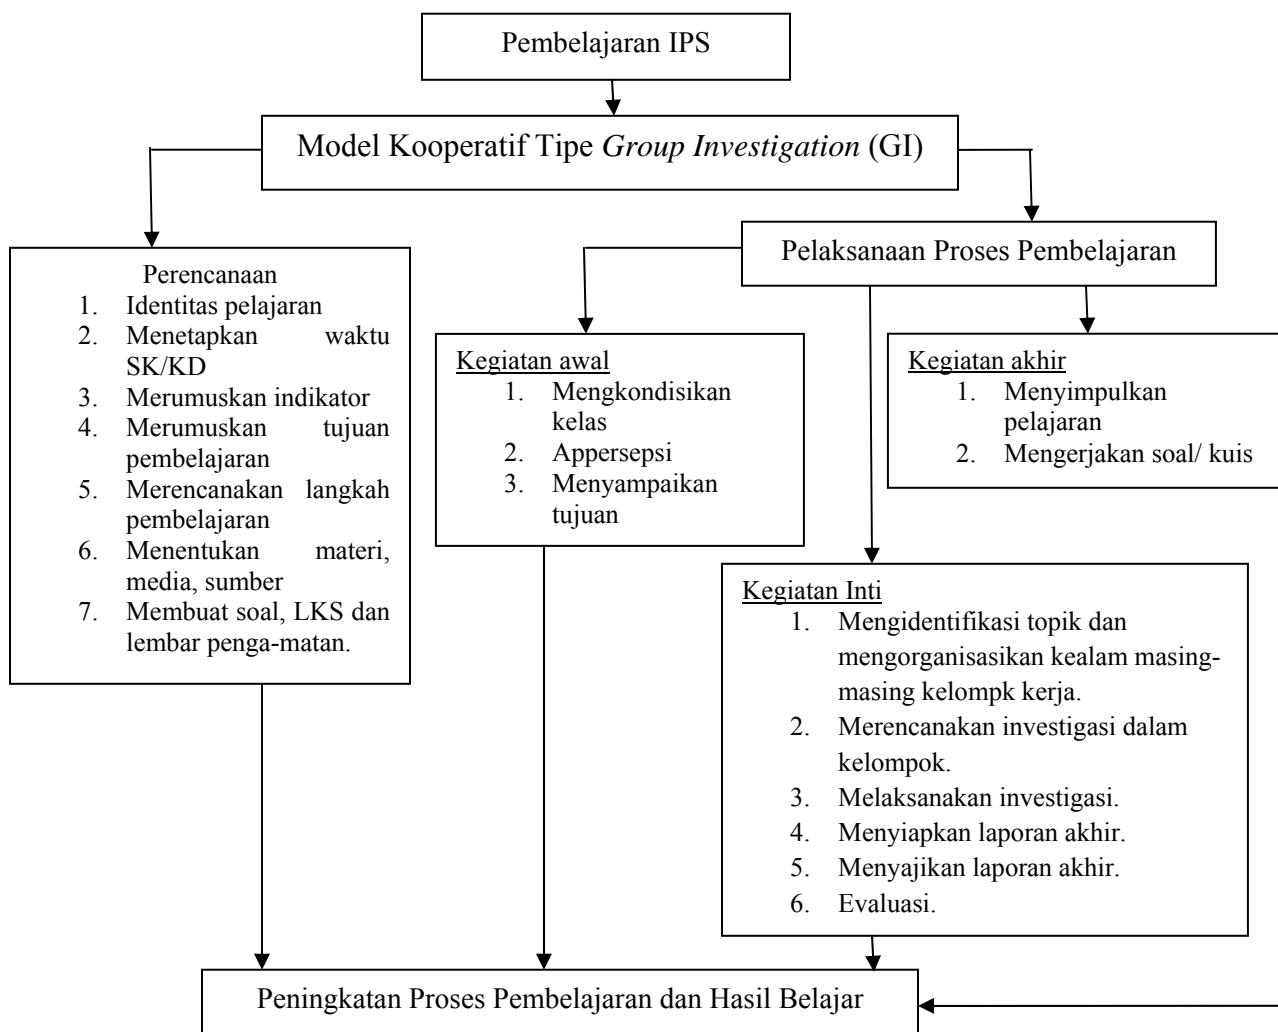 Pembelajaran IPS
Model Kooperatif Tipe Group Investigation (GI)
Perencanaan
1. Identitas pelajaran
2. Menetapkan waktu
SK/KD
3. Merumuskan indikator
4. Merumuskan tujuan
pembelajaran
5. Merencanakan langkah
pembelajaran
6. Menentukan materi,
media, sumber
7. Membuat soal, LKS dan
lembar penga-matan.
Pelaksanaan Proses Pembelajaran
Kegiatan awal
1. Mengkondisikan
kelas
2. Appersepsi
3. Menyampaikan
tujuan
Kegiatan akhir
1. Menyimpulkan
pelajaran
2. Mengerjakan soal/ kuis
Kegiatan Inti
1. Mengidentifikasi topik dan
mengorganisasikan kealam masing-
masing kelompk kerja.
2. Merencanakan investigasi dalam
kelompok.
3. Melaksanakan investigasi.
4. Menyiapkan laporan akhir.
5. Menyajikan laporan akhir.
6. Evaluasi.
Peningkatan Proses Pembelajaran dan Hasil Belajar